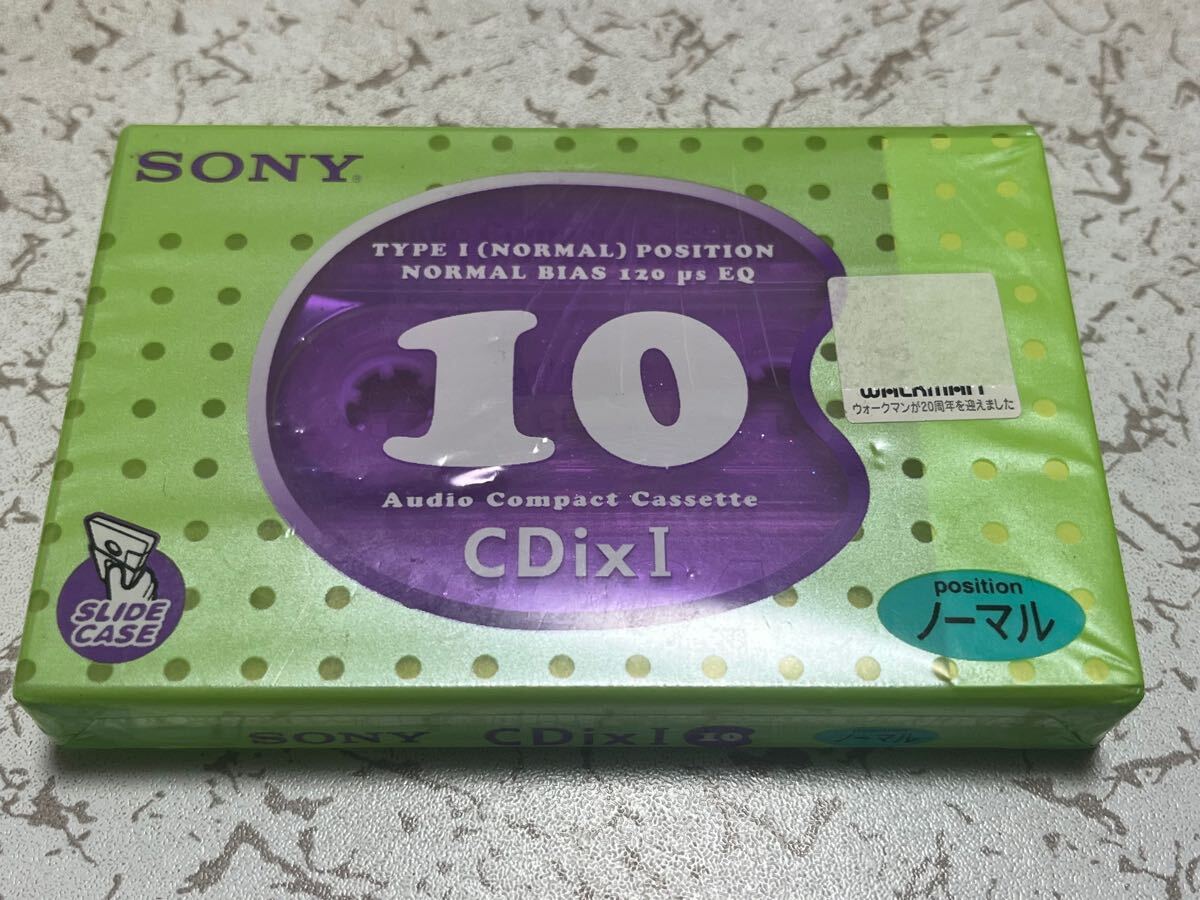 SONY®
TYPE I (NORMAL) POSITION
NORMAL BIAS 120 µs EQ
10
Audio Compact Cassette
CDixI
WALKMAN
ウォークマンが20周年を迎えました
SLIDE
CASE
position
ノーマル
SONY CDixI 10 ノーマル